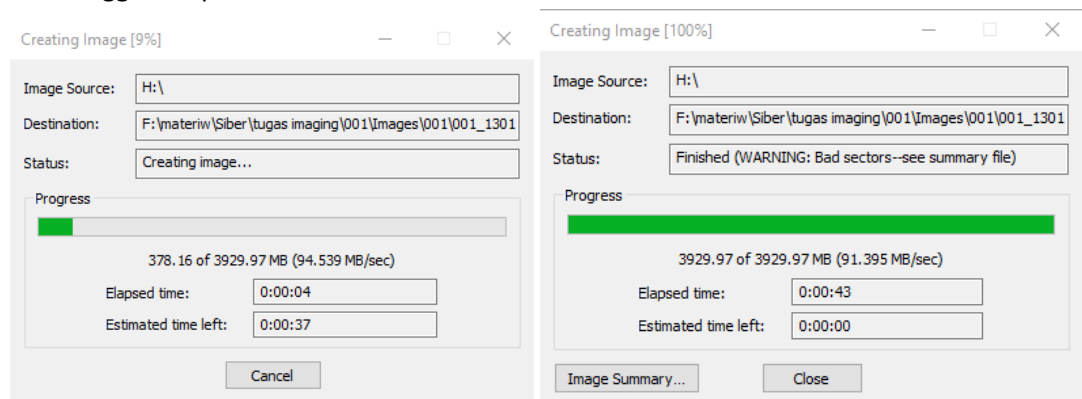 Creating Image [9%]
Image Source: H:\
Destination: F:\materiw\Siber\tugas imaging\001\Images\001\001_1301
Status: Creating image...
Progress
378.16 of 3929.97 MB (94.539 MB/sec)
Elapsed time: 0:00:04
Estimated time left: 0:00:37
Cancel
Creating Image [100%]
Image Source: H:\
Destination: F:\materiw\Siber\tugas imaging\001\Images\001\001_1301
Status: Finished (WARNING: Bad sectors--see summary file)
Progress
3929.97 of 3929.97 MB (91.395 MB/sec)
Elapsed time: 0:00:43
Estimated time left: 0:00:00
Image Summary...
Close